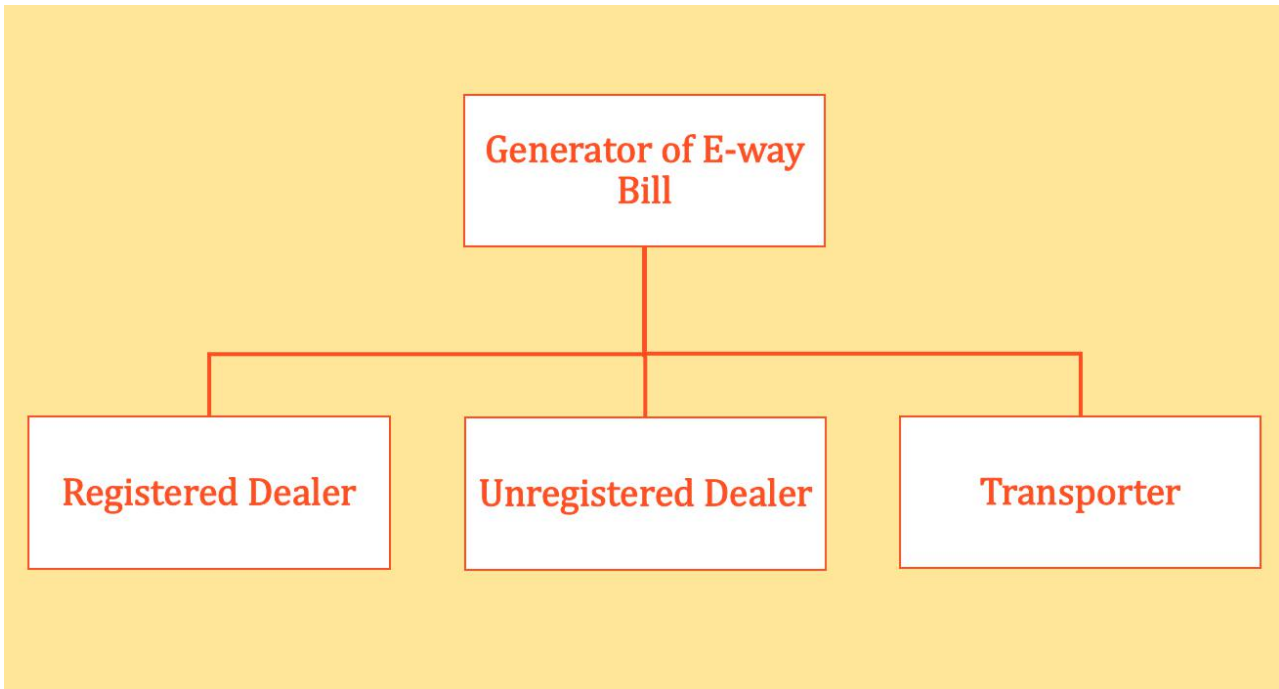 Generator of E-way
Bill
Registered Dealer
Unregistered Dealer
Transporter